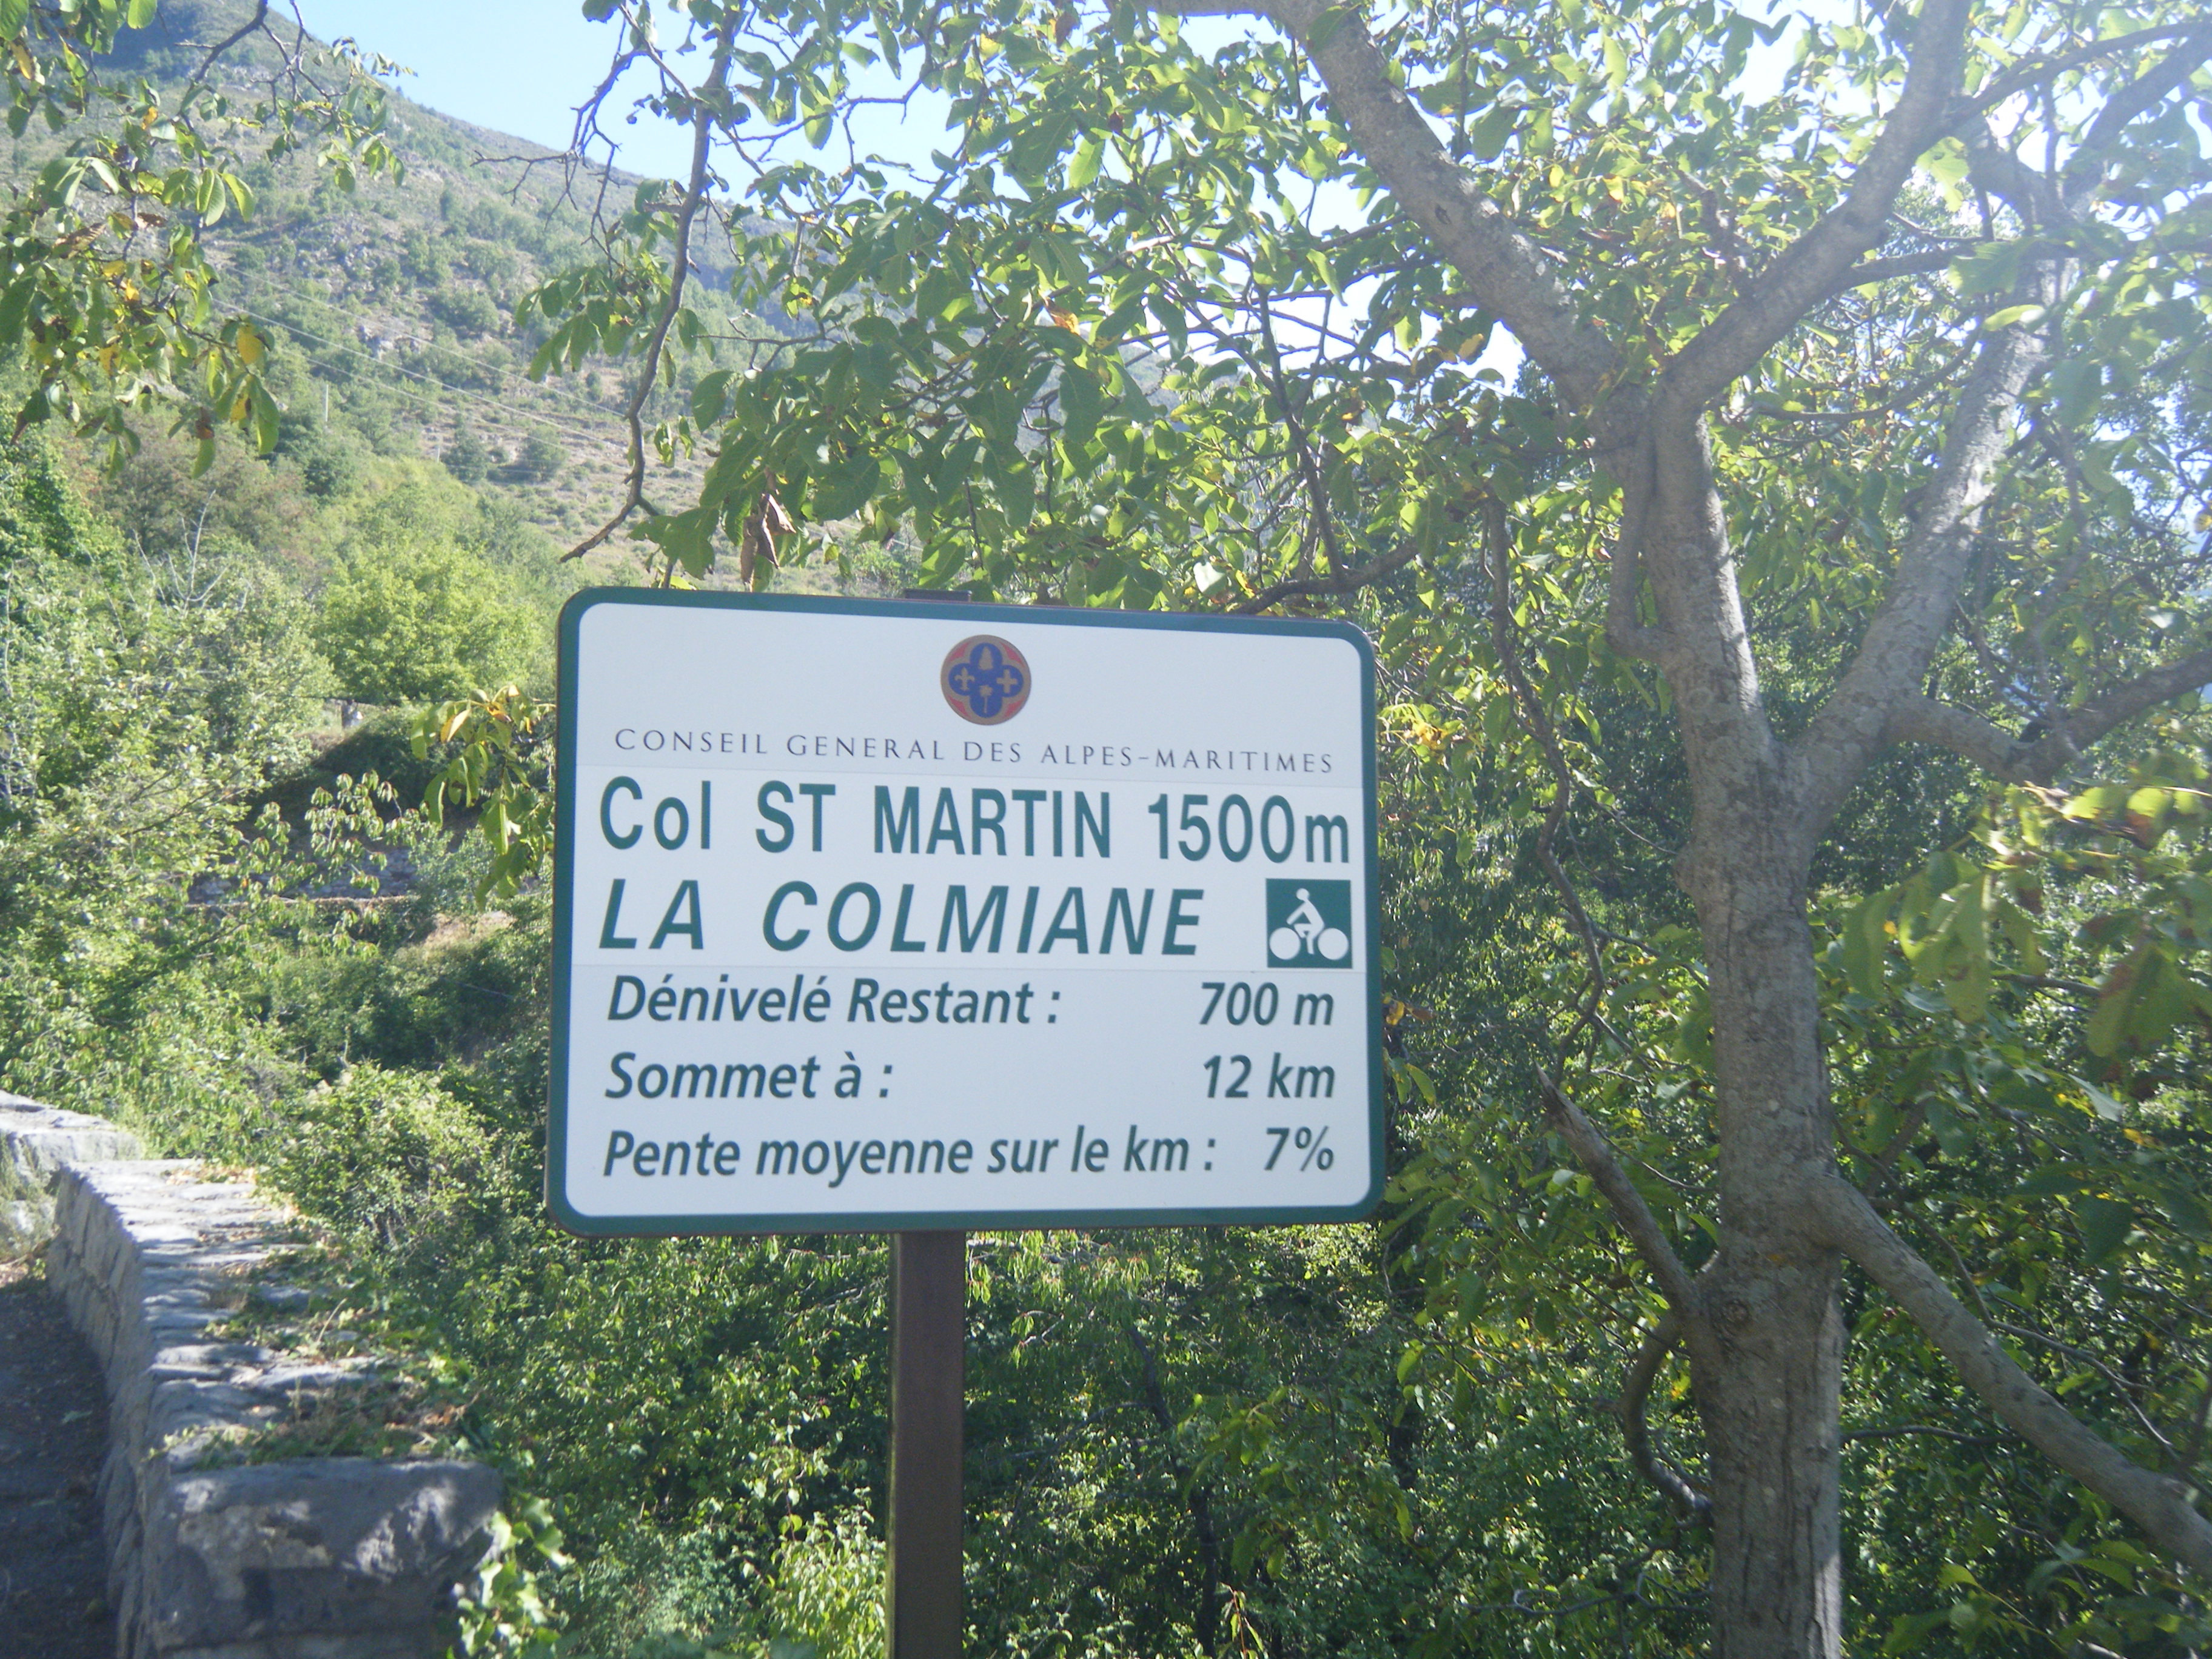 CONSEIL GENERAL DES ALPES-MARITIMES
Col ST MARTIN 1500m
LA COLMIANE
Dénivelé Restant : 700 m
Sommet à : 12 km
Pente moyenne sur le km : 7%